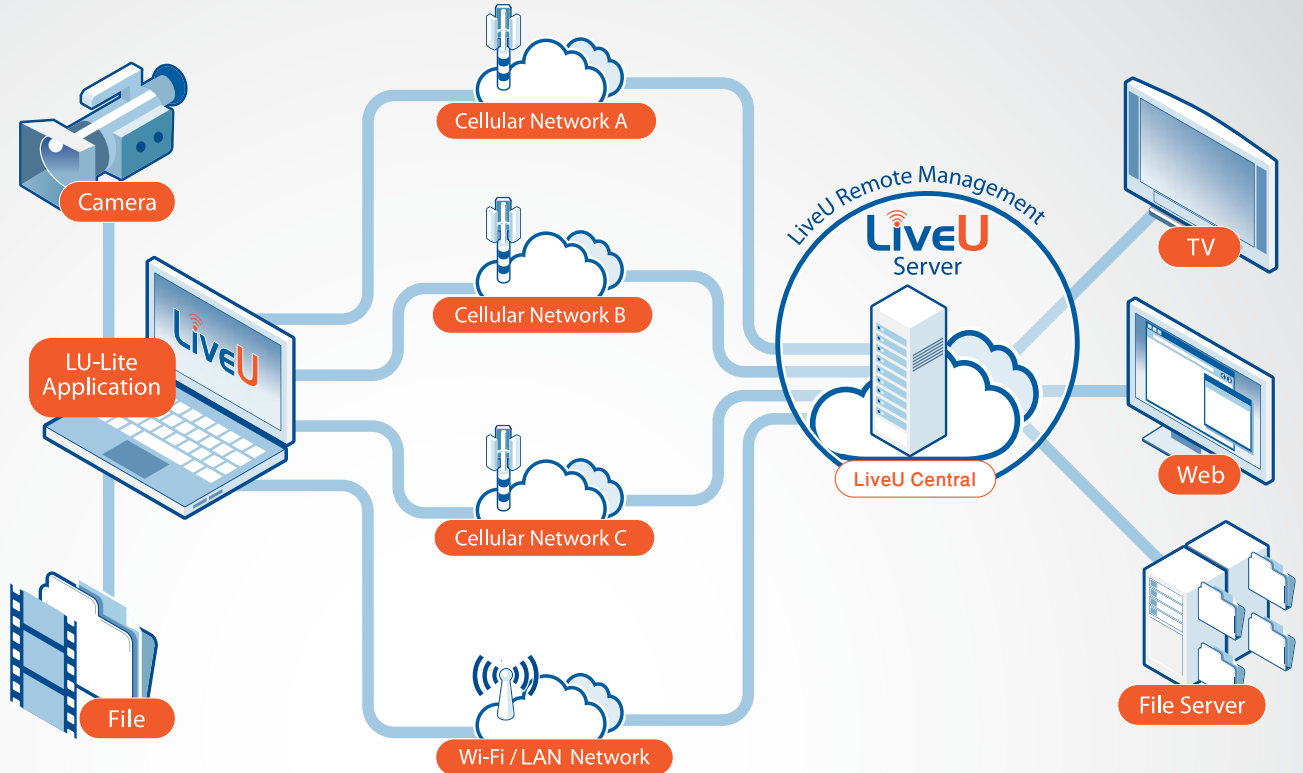 Cellular Network A
Camera
LiveU Remote Management
LiveU
Server
TV
Cellular Network B
LiveU
LU-Lite
Application
LiveU Central
Web
Cellular Network C
File
File Server
Wi-Fi / LAN Network